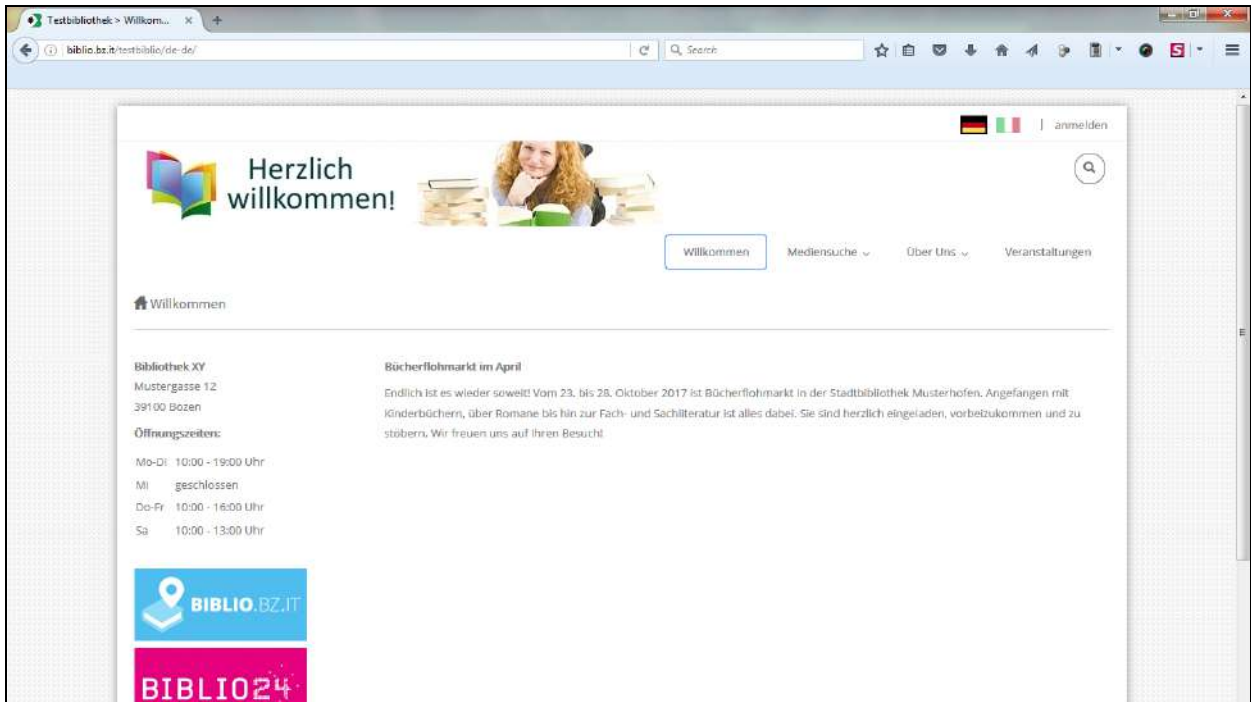 Testbibliothek > Willkom...
biblio.bz.it/testbiblio/de-de/
Search
S
| anmelden
Herzlich
willkommen!
Willkommen Mediensuche Über Uns Veranstaltungen
Willkommen
Bibliothek XY
Mustergasse 12
39100 Bozen
Öffnungszeiten:
Mo-Di 10:00 - 19:00 Uhr
Mi geschlossen
Do-Fr 10:00 - 16:00 Uhr
Sa 10:00 - 13:00 Uhr
BIBLIO.BZ.IT
BIBLIO24
Bücherflohmarkt im April
Endlich ist es wieder soweit! Vom 23. bis 28. Oktober 2017 ist Bücherflohmarkt in der Stadtbibliothek Musterhofen. Angefangen mit
Kinderbüchern, über Romane bis hin zur Fach- und Sachliteratur ist alles dabei. Sie sind herzlich eingeladen, vorbeizukommen und zu
stöbern. Wir freuen uns auf Ihren Besuch!